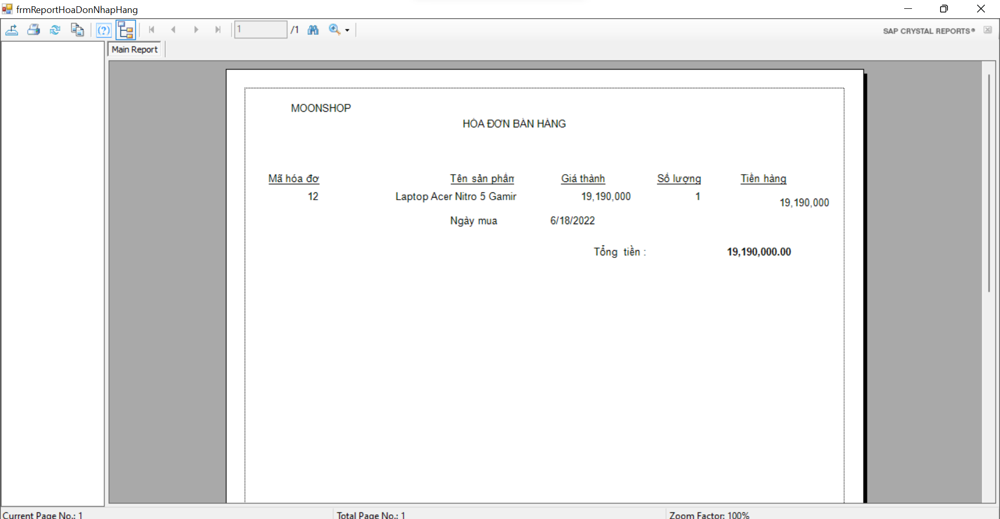 frmReportHoaDonNhapHang
1 /1
SAP CRYSTAL REPORTS®
Main Report
MOONSHOP
HÓA ĐƠN BÁN HÀNG
Mã hóa đơ Tên sản phẩn Giá thành Số lượng Tiền hàng
12 Laptop Acer Nitro 5 Gamir 19,190,000 1 19,190,000
Ngày mua 6/18/2022
Tổng tiền : 19,190,000.00
Current Page No.: 1 Total Page No.: 1 Zoom Factor: 100%